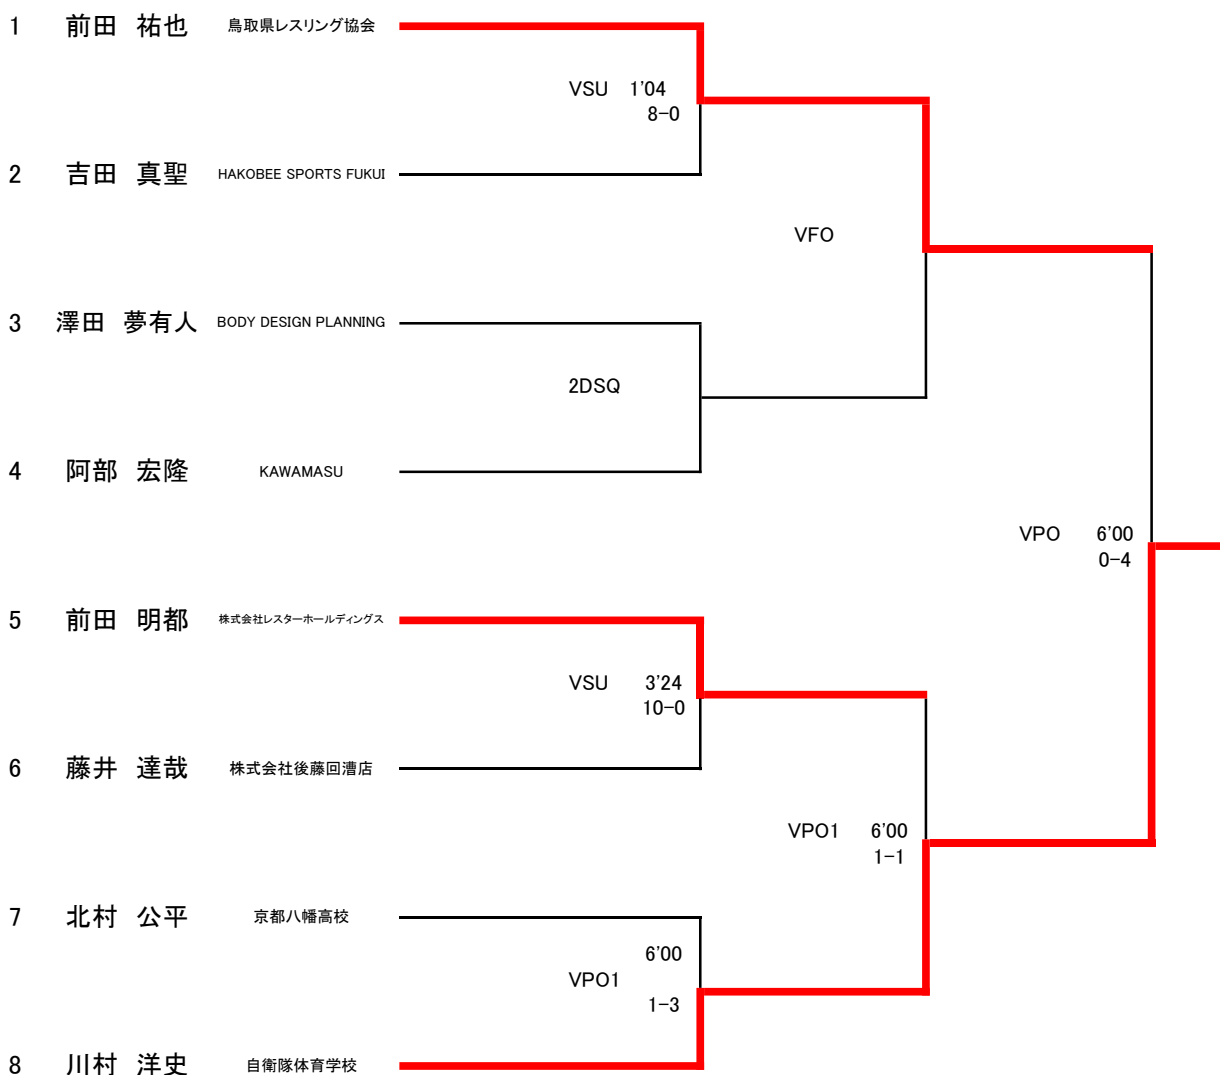 1 前田 祐也 鳥取県レスリング協会
VSU 1'04
8-0
2 吉田 真聖 HAKOBEE SPORTS FUKUI
VFO
3 澤田 夢有人 BODY DESIGN PLANNING
2DSQ
4 阿部 宏隆 KAWAMASU
VPO 6'00
0-4
5 前田 明都 株式会社レスターホールディングス
VSU 3'24
10-0
6 藤井 達哉 株式会社後藤回漕店
VPO1 6'00
1-1
7 北村 公平 京都八幡高校
6'00
VPO1
1-3
8 川村 洋史 自衛隊体育学校